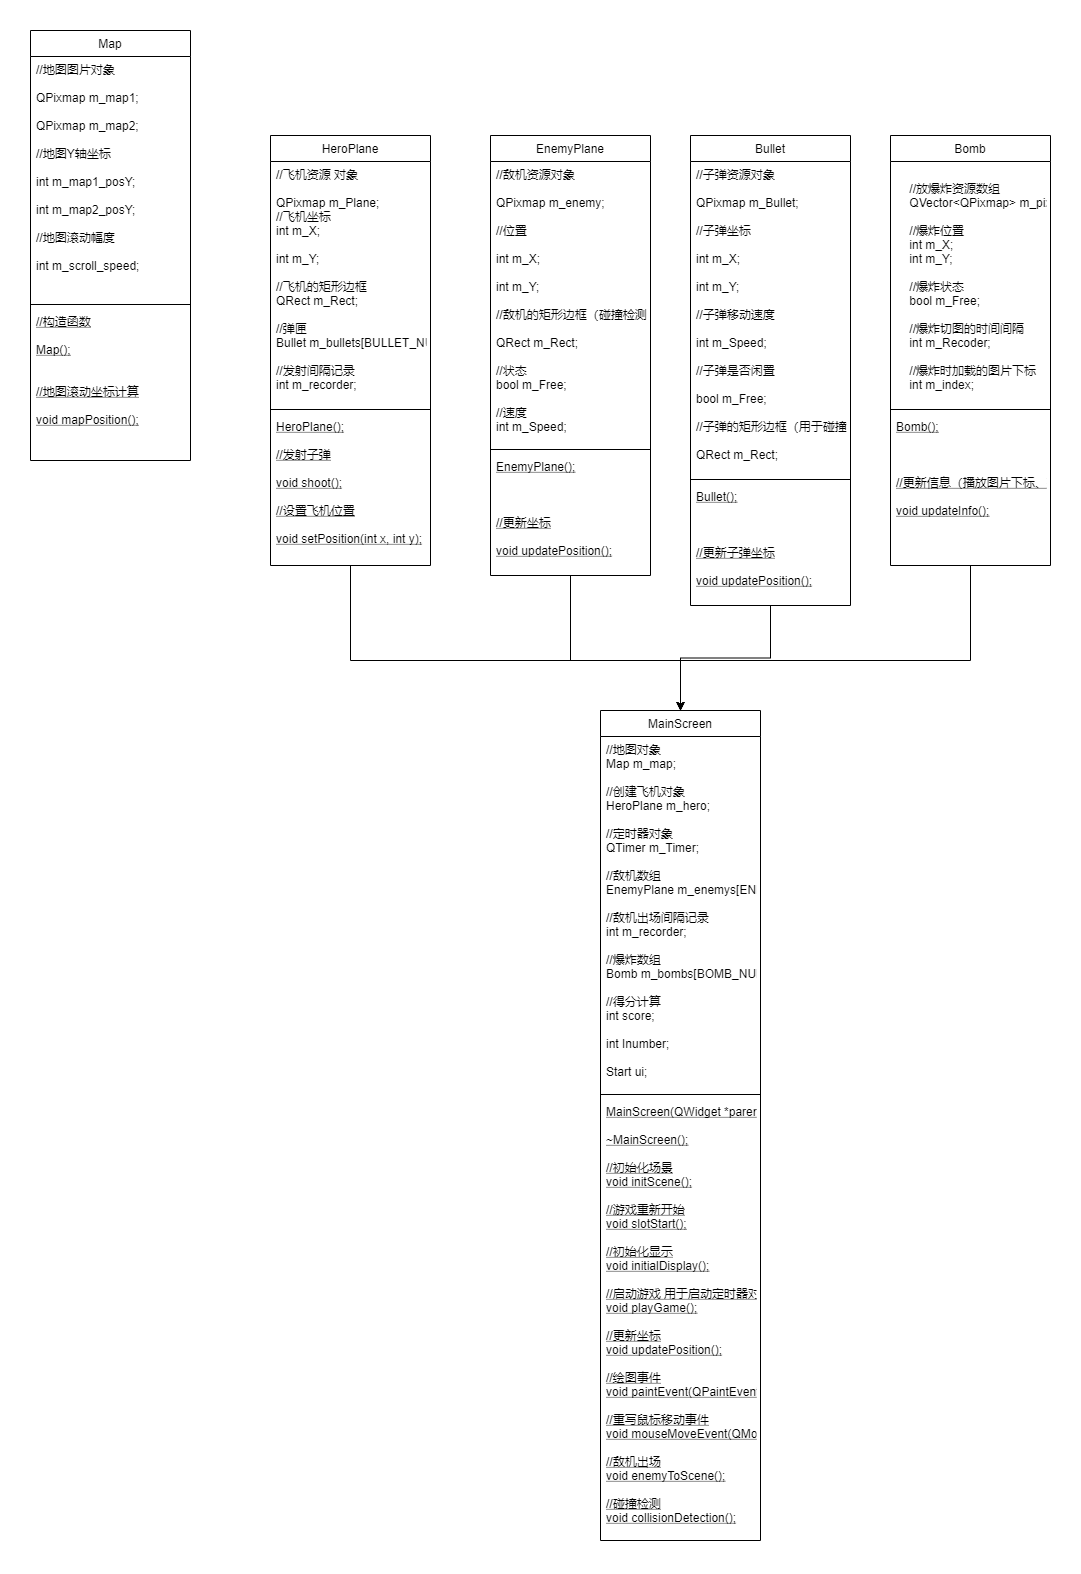 Map
//地图图片对象
QPixmap m_map1;
QPixmap m_map2;
//地图Y轴坐标
int m_map1_posY;
int m_map2_posY;
//地图滚动幅度
int m_scroll_speed;
//构造函数
Map();
//地图滚动坐标计算
void mapPosition();
HeroPlane
//飞机资源 对象
QPixmap m_Plane;
//飞机坐标
int m_X;
int m_Y;
//飞机的矩形边框
QRect m_Rect;
//弹匣
Bullet m_bullets[BULLET_NU
//发射间隔记录
int m_recorder;
HeroPlane();
//发射子弹
void shoot();
//设置飞机位置
void setPosition(int x, int y);
EnemyPlane
//敌机资源对象
QPixmap m_enemy;
//位置
int m_X;
int m_Y;
//敌机的矩形边框（碰撞检测
QRect m_Rect;
//状态
bool m_Free;
//速度
int m_Speed;
EnemyPlane();
//更新坐标
void updatePosition();
Bullet
//子弹资源对象
QPixmap m_Bullet;
//子弹坐标
int m_X;
int m_Y;
//子弹移动速度
int m_Speed;
//子弹是否闲置
bool m_Free;
//子弹的矩形边框（用于碰撞
QRect m_Rect;
Bullet();
//更新子弹坐标
void updatePosition();
Bomb
//放爆炸资源数组
QVector<QPixmap> m_pi
//爆炸位置
int m_X;
int m_Y;
//爆炸状态
bool m_Free;
//爆炸切图的时间间隔
int m_Recoder;
//爆炸时加载的图片下标
int m_index;
Bomb();
//更新信息（播放图片下标、
void updateInfo();
MainScreen
//地图对象
Map m_map;
//创建飞机对象
HeroPlane m_hero;
//定时器对象
QTimer m_Timer;
//敌机数组
EnemyPlane m_enemys[EN
//敌机出场间隔记录
int m_recorder;
//爆炸数组
Bomb m_bombs[BOMB_NU
//得分计算
int score;
int lnumber;
Start ui;
MainScreen(QWidget *parer
~MainScreen();
//初始化场景
void initScene();
//游戏重新开始
void slotStart();
//初始化显示
void initialDisplay();
//启动游戏 用于启动定时器对
void playGame();
//更新坐标
void updatePosition();
//绘图事件
void paintEvent(QPaintEven
//重写鼠标移动事件
void mouseMoveEvent(QMo
//敌机出场
void enemyToScene();
//碰撞检测
void collisionDetection();